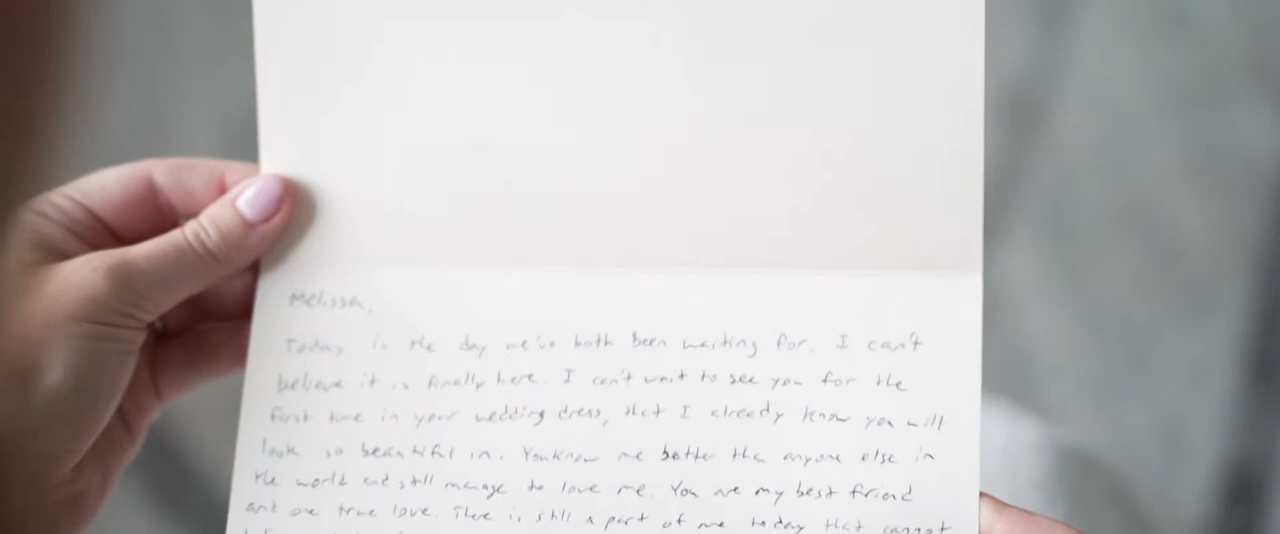 Melissa,
Today is the day we've both been waiting for. I can't
believe it is finally here. I can't wait to see you for the
first time in your wedding dress, that I already know you will
look so beautiful in. You know me better than anyone else in
the world and still manage to love me. You are my best friend
and one true love. There is still a part of me today that cannot